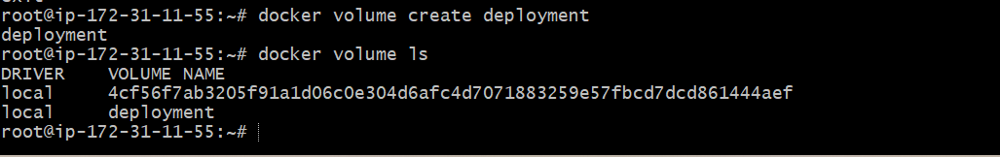 root@ip-172-31-11-55:~# docker volume create deployment
deployment
root@ip-172-31-11-55:~# docker volume ls
DRIVER    VOLUME NAME
local     4cf56f7ab3205f91a1d06c0e304d6afc4d7071883259e57fbcd7dcd861444aef
local     deployment
root@ip-172-31-11-55:~#